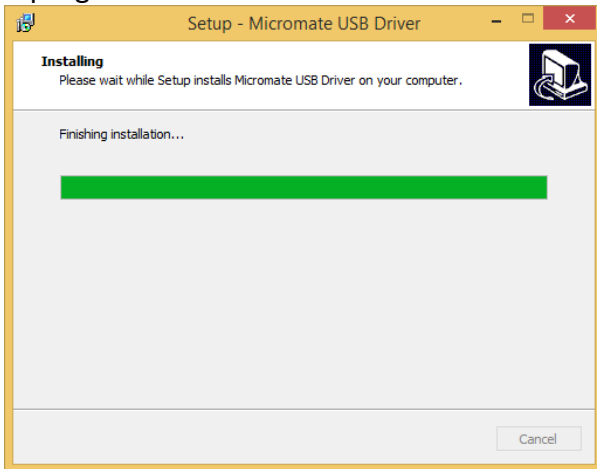 Setup - Micromate USB Driver
Installing
Please wait while Setup installs Micromate USB Driver on your computer.
Finishing installation...
Cancel